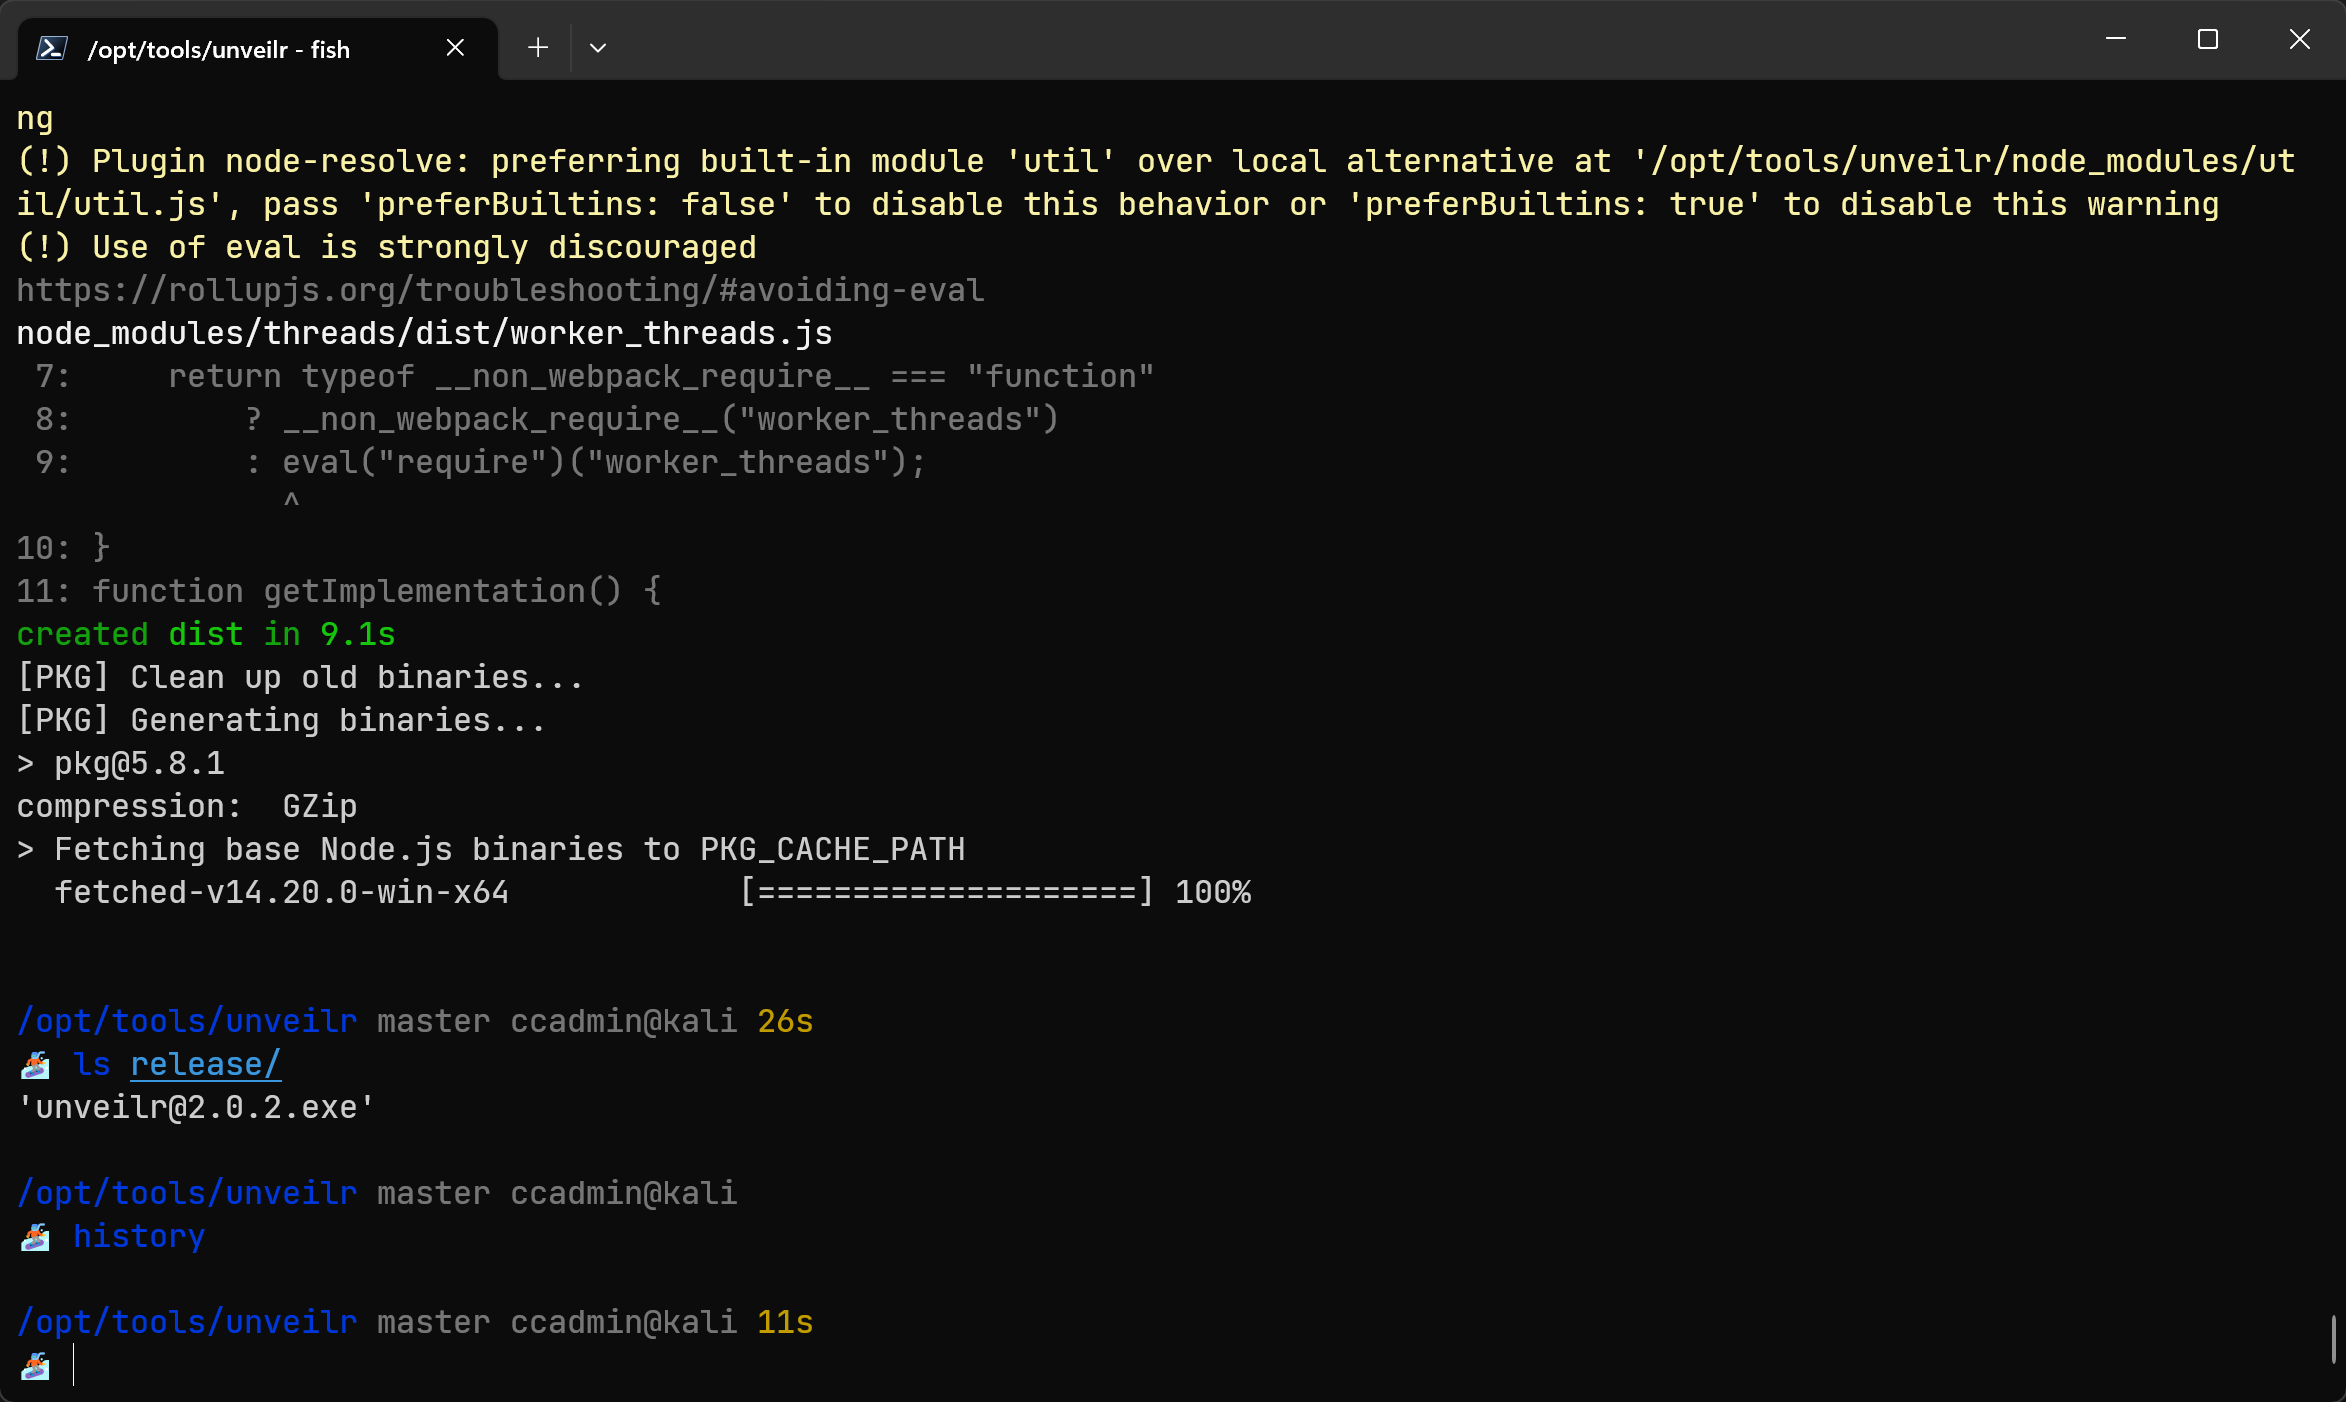 /opt/tools/unveilr - fish
ng
(!) Plugin node-resolve: preferring built-in module 'util' over local alternative at '/opt/tools/unveilr/node_modules/ut
il/util.js', pass 'preferBuiltins: false' to disable this behavior or 'preferBuiltins: true' to disable this warning
(!) Use of eval is strongly discouraged
https://rollupjs.org/troubleshooting/#avoiding-eval
node_modules/threads/dist/worker_threads.js
 7:     return typeof __non_webpack_require__ === "function"
 8:         ? __non_webpack_require__("worker_threads")
 9:         : eval("require")("worker_threads");
              ^
10: }
11: function getImplementation() {
created dist in 9.1s
[PKG] Clean up old binaries...
[PKG] Generating binaries...
> pkg@5.8.1
compression:  GZip
> Fetching base Node.js binaries to PKG_CACHE_PATH
  fetched-v14.20.0-win-x64            [====================] 100%
/opt/tools/unveilr master ccadmin@kali 26s
🏂 ls release/
'unveilr@2.0.2.exe'
/opt/tools/unveilr master ccadmin@kali
🏂 history
/opt/tools/unveilr master ccadmin@kali 11s
🏂